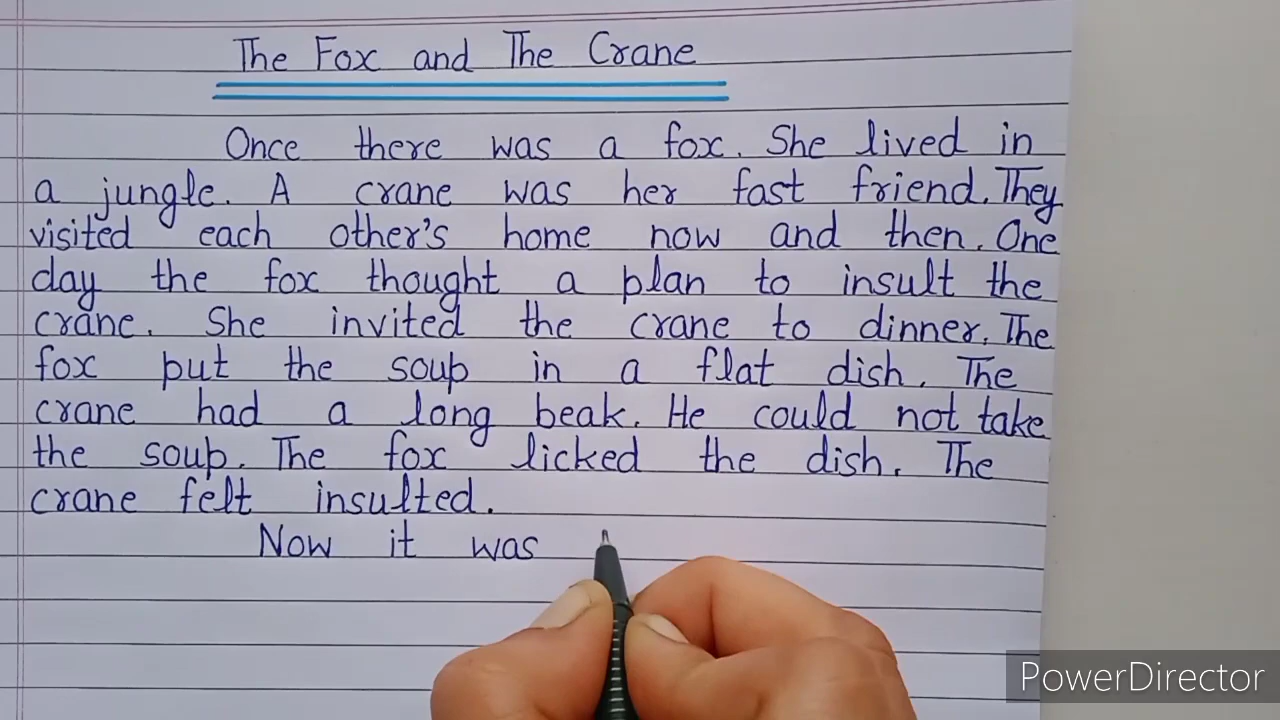 The Fox and The Crane
Once there was a fox. She lived in
a jungle. A crane was her fast friend. They
visited each other's home now and then. One
day the fox thought a plan to insult the
crane. She invited the crane to dinner. The
fox put the soup in a flat dish. The
crane had a long beak. He could not take
the soup. The fox licked the dish. The
crane felt insulted.
Now it was
PowerDirector